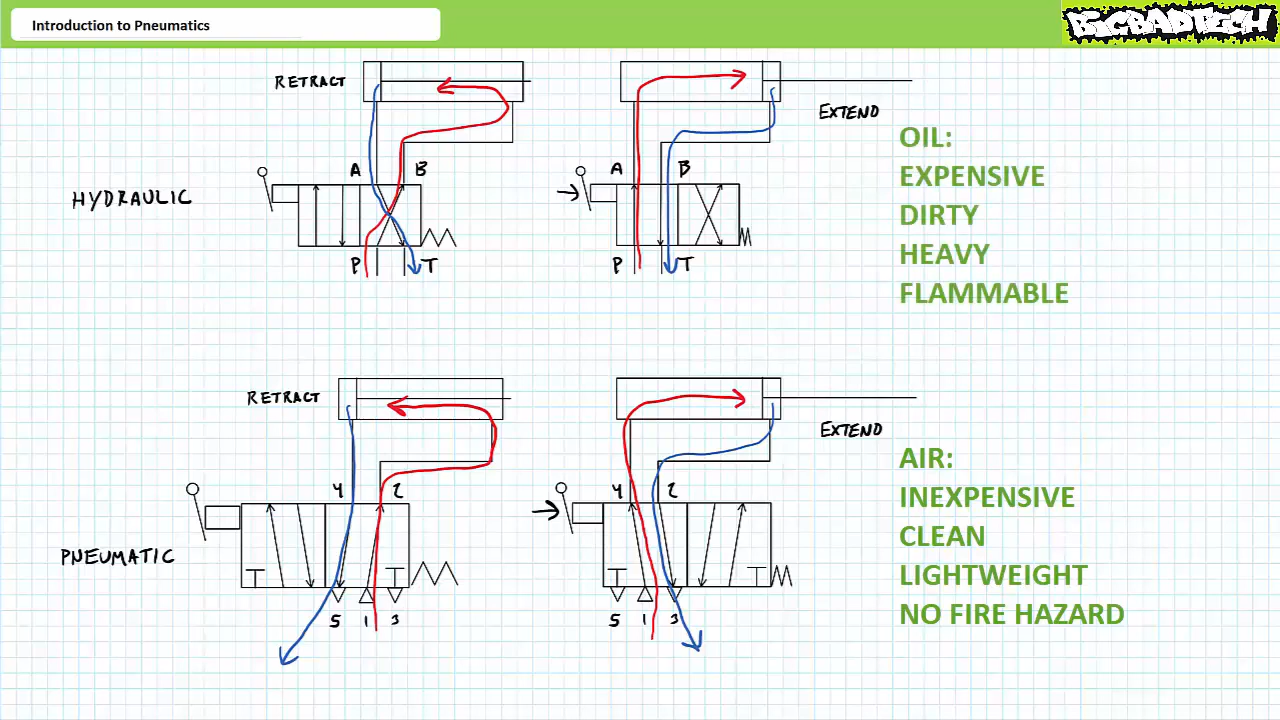 Introduction to Pneumatics
BIGBADTECH
RETRACT
EXTEND
A B
A B
HYDRAULIC
P T
P T
OIL:
EXPENSIVE
DIRTY
HEAVY
FLAMMABLE
RETRACT
EXTEND
4 2
4 2
PNEUMATIC
5 1 3
5 1 3
AIR:
INEXPENSIVE
CLEAN
LIGHTWEIGHT
NO FIRE HAZARD